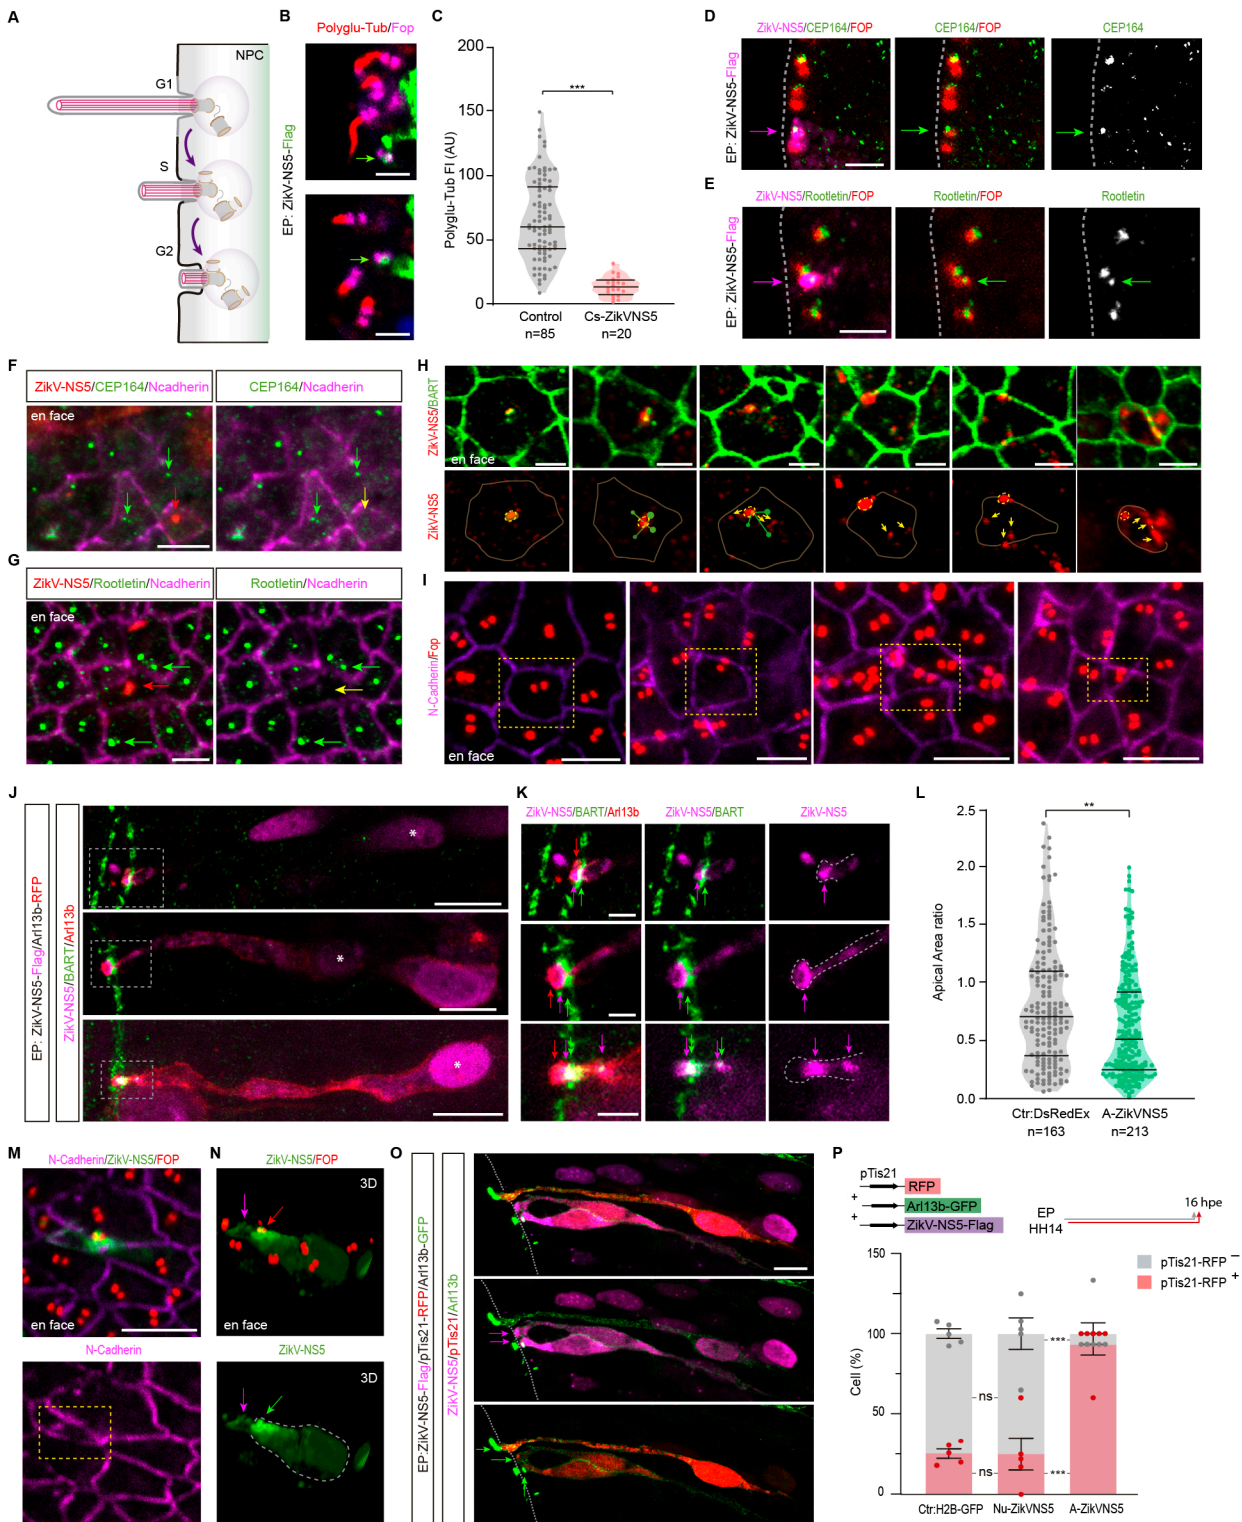 A
NPC
G1
S
G2
B
Polyglu-Tub/Fop
EP: ZikV-NS5-Flag
C
Polyglu-Tub FI (AU)
200
150
100
50
0
***
Control
n=85
Cs-ZikVNS5
n=20
D
ZikV-NS5/CEP164/FOP
CEP164/FOP
CEP164
EP: ZikV-NS5-Flag
E
ZikV-NS5/Rootletin/FOP
Rootletin/FOP
Rootletin
EP: ZikV-NS5-Flag
F
ZikV-NS5/CEP164/Ncadherin
CEP164/Ncadherin
en face
G
ZikV-NS5/Rootletin/Ncadherin
Rootletin/Ncadherin
en face
H
ZikV-NS5/BART
en face
ZikV-NS5
I
N-Cadherin/Fop
en face
J
EP: ZikV-NS5-Flag/Arl13b-RFP
ZikV-NS5/BART/Arl13b
*
*
*
K
ZikV-NS5/BART/Arl13b
ZikV-NS5/BART
ZikV-NS5
L
Apical Area ratio
2.5
2.0
1.5
1.0
0.5
0.0
**
Ctr:DsRedEx
n=163
A-ZikVNS5
n=213
M
N-Cadherin/ZikV-NS5/FOP
en face
N-Cadherin
N
ZikV-NS5/FOP
3D
en face
ZikV-NS5
3D
O
EP:ZikV-NS5-Flag/pTis21-RFP/Arl13b-GFP
ZikV-NS5/pTis21/Arl13b
P
pTis21
RFP
+
Arl13b-GFP
+
ZikV-NS5-Flag
16 hpe
EP
HH14
pTis21-RFP −
pTis21-RFP +
Cell (%)
150
100
50
0
***
ns
ns
***
Ctr:H2B-GFP
Nu-ZikVNS5
A-ZikVNS5